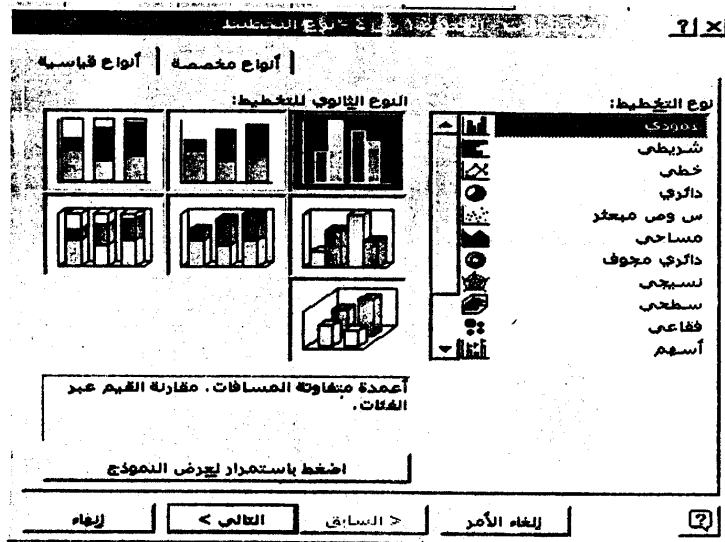 نوع التخطيط
أنواع قياسية
أنواع مخصصة
نوع التخطيط:
عمودي
شريطي
خطي
دائري
س وص مبعثر
مساحي
دائري مجوف
نسيجي
سطحي
فقاعي
أسهم
النوع الثانوي للتخطيط:
أعمدة متفاوتة المسافات. مقارنة القيم عبر
الفئات.
اضغط باستمرار لعرض النموذج
إلغاء الأمر
< السابق
التالي >
إنهاء